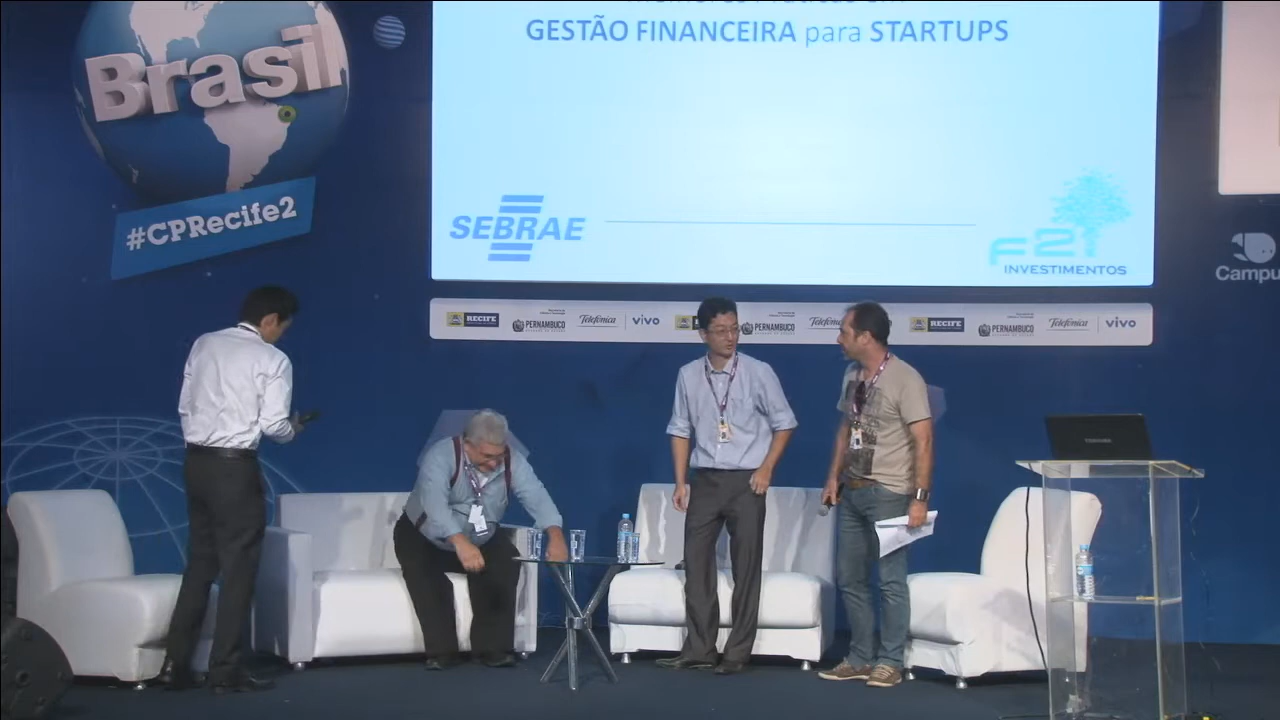 GESTÃO FINANCEIRA para STARTUPS
Brasil
#CPRecife2
SEBRAE
F2i
INVESTIMENTOS
Campu
RECIFE
PERNAMBUCO
Telefónica
vivo
PERNAMBUCO
Telefónica
RECIFE
PERNAMBUCO
Telefónica
vivo
TOSHIBA